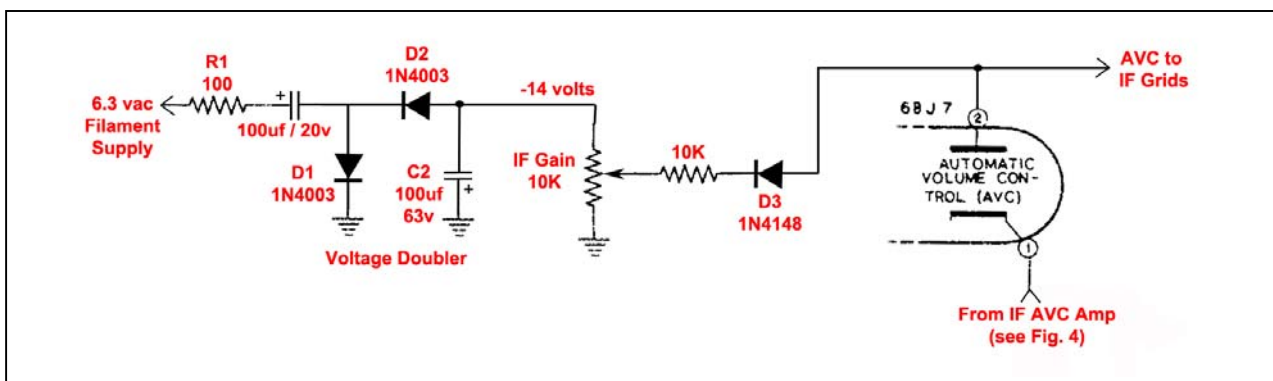 R1
100
6.3 vac
Filament
Supply
+
100uf / 20v
D2
1N4003
D1
1N4003
C2
100uf
63v
+
Voltage Doubler
-14 volts
IF Gain
10K
10K
D3
1N4148
AVC to
IF Grids
6BJ7
2
AUTOMATIC
VOLUME CON-
TROL (AVC)
1
From IF AVC Amp
(see Fig. 4)